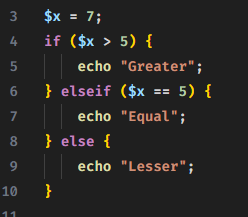 3 $x = 7;
4 if ($x > 5) {
5 echo "Greater";
6 } elseif ($x == 5) {
7 echo "Equal";
8 } else {
9 echo "Lesser";
10 }
11